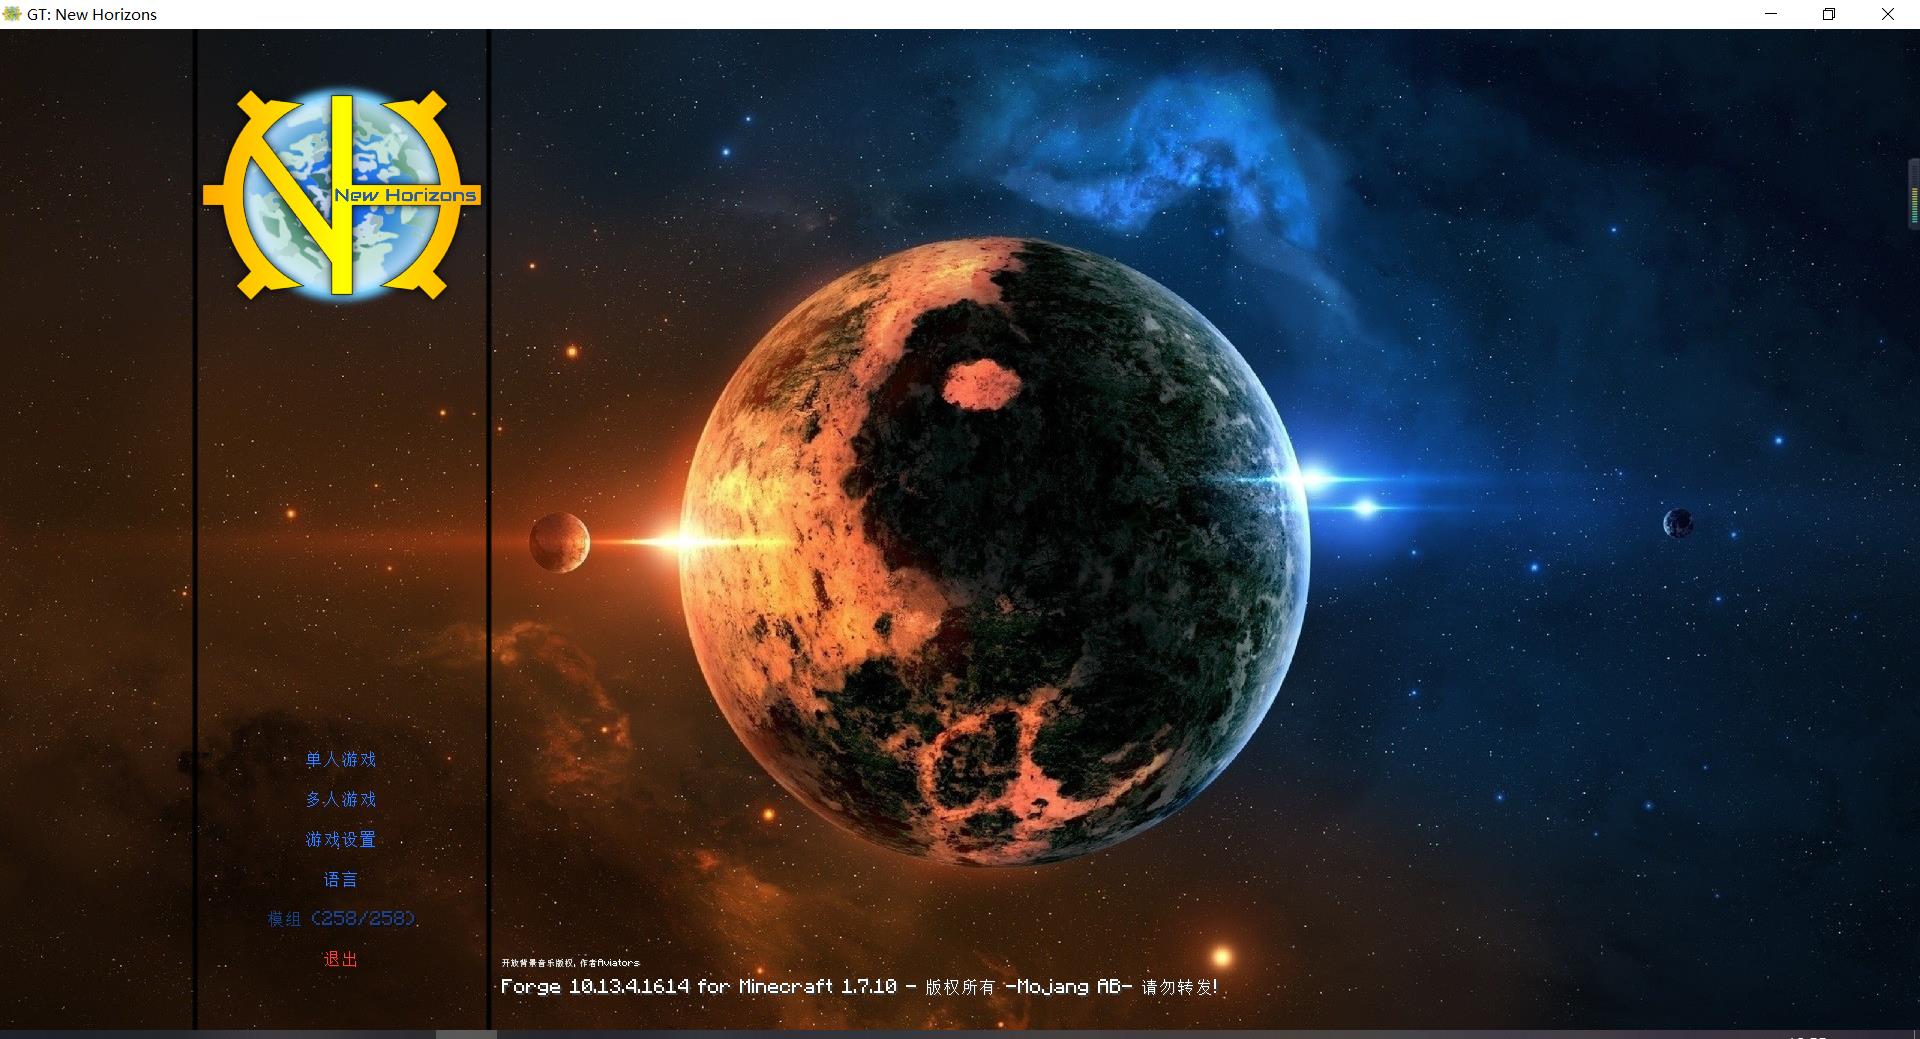 GT: New Horizons
New Horizons
单人游戏
多人游戏
游戏设置
语言
模组 (258/258)
退出
开放背景音乐版权, 作者Aviators
Forge 10.13.4.1614 for Minecraft 1.7.10 - 版权所有 -Mojang AB- 请勿转发!